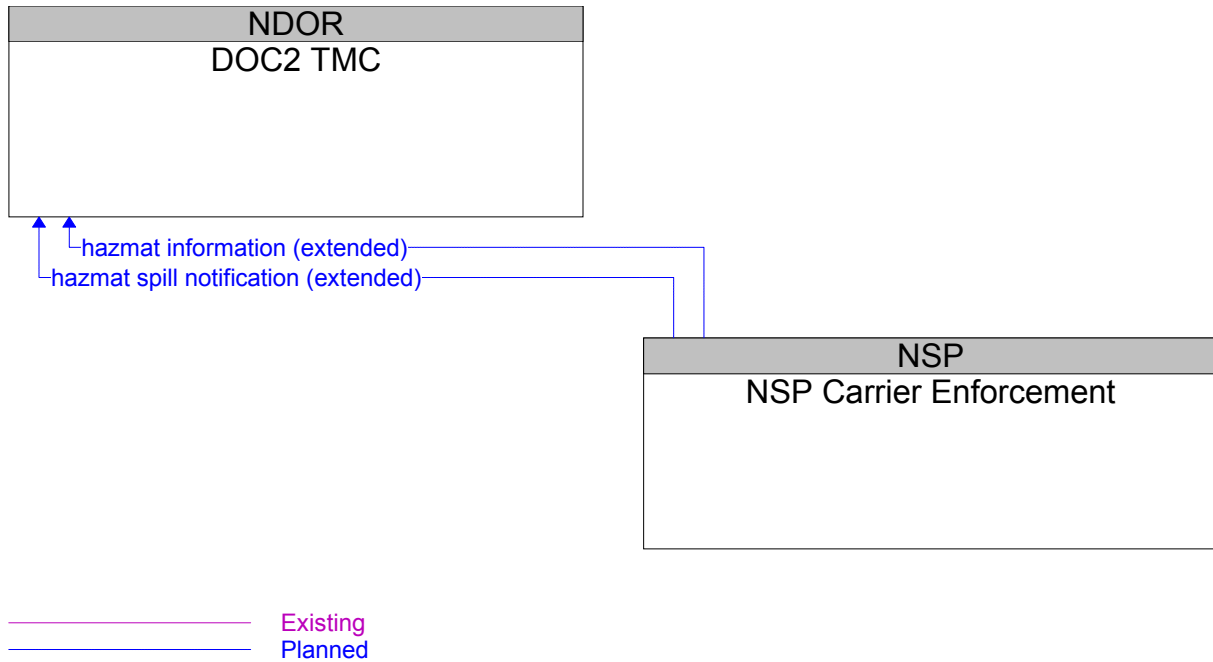 NDOR
DOC2 TMC
hazmat information (extended)
hazmat spill notification (extended)
NSP
NSP Carrier Enforcement
Existing
Planned